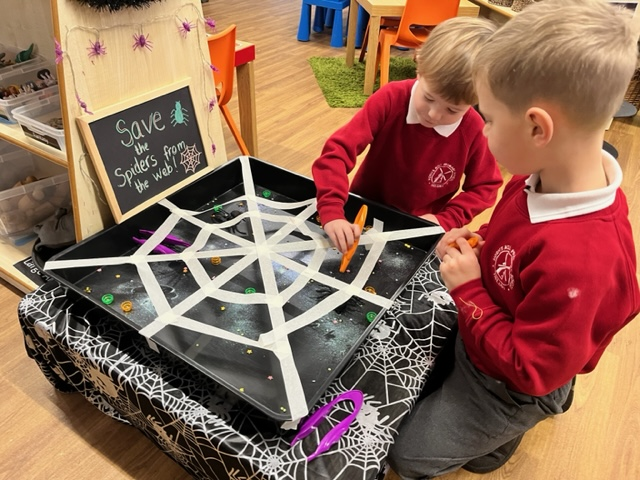 Save
the
Spiders from
the web!